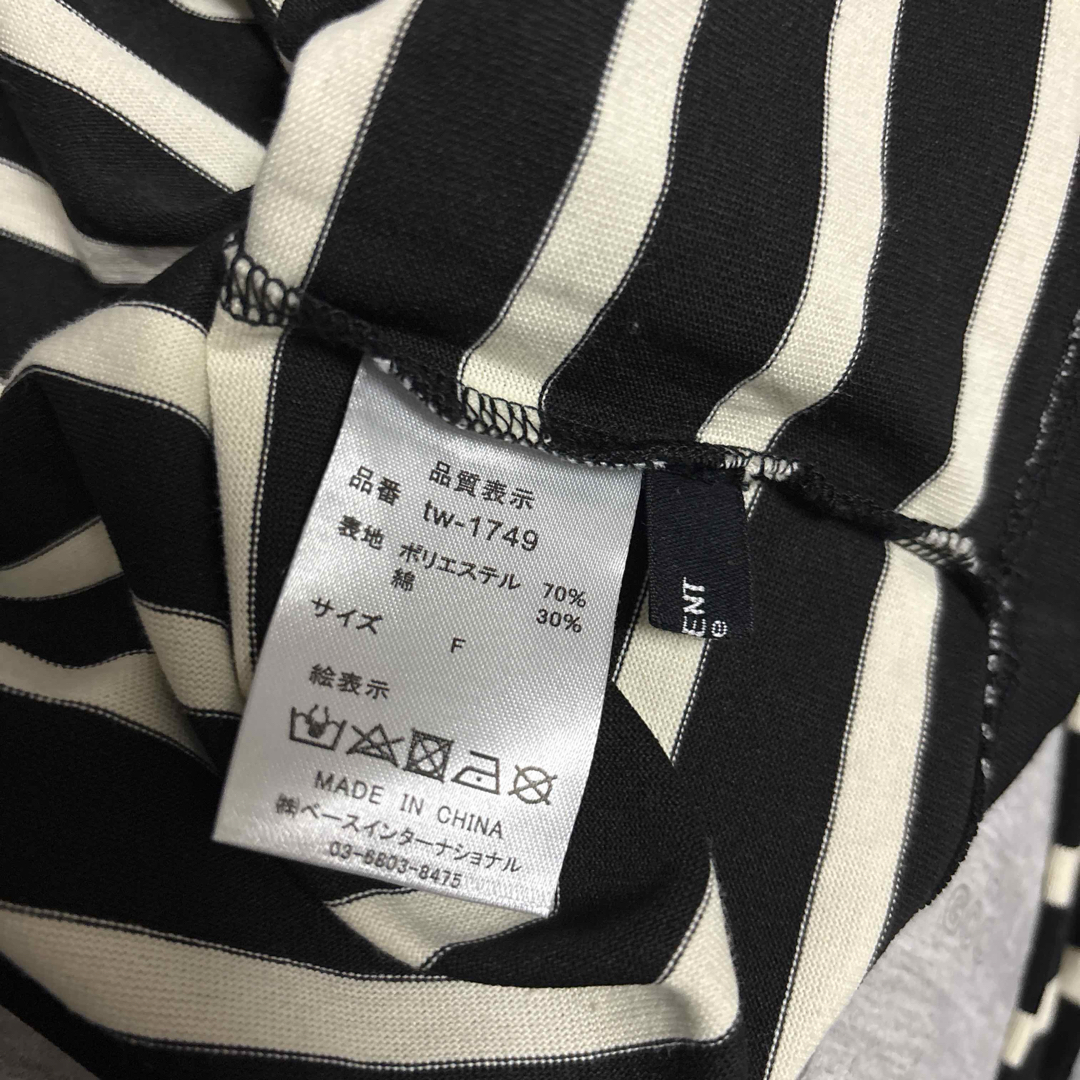 品質表示
品番 tw-1749
表地 ポリエステル 70%
綿 30%
サイズ F
絵表示
MADE IN CHINA
㈱ベースインターナショナル
03-6803-8475
ENT
®